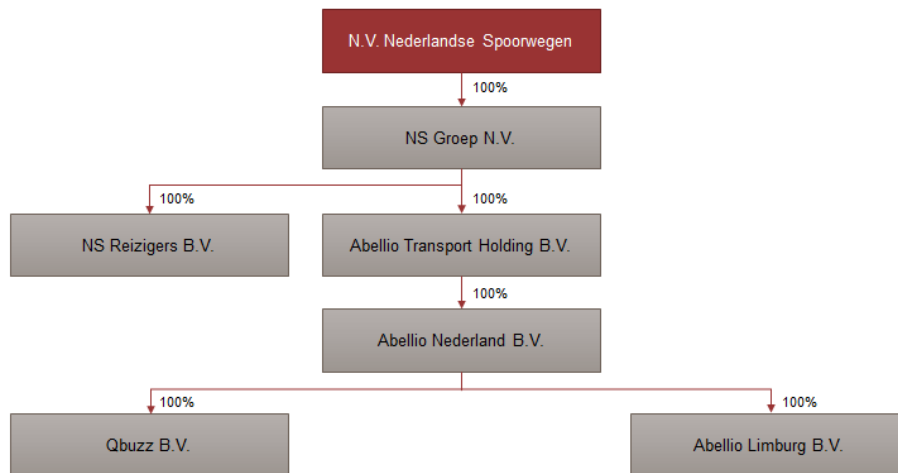 N.V. Nederlandse Spoorwegen
100%
NS Groep N.V.
100%
100%
NS Reizigers B.V.
Abellio Transport Holding B.V.
100%
Abellio Nederland B.V.
100%
100%
Qbuzz B.V.
Abellio Limburg B.V.